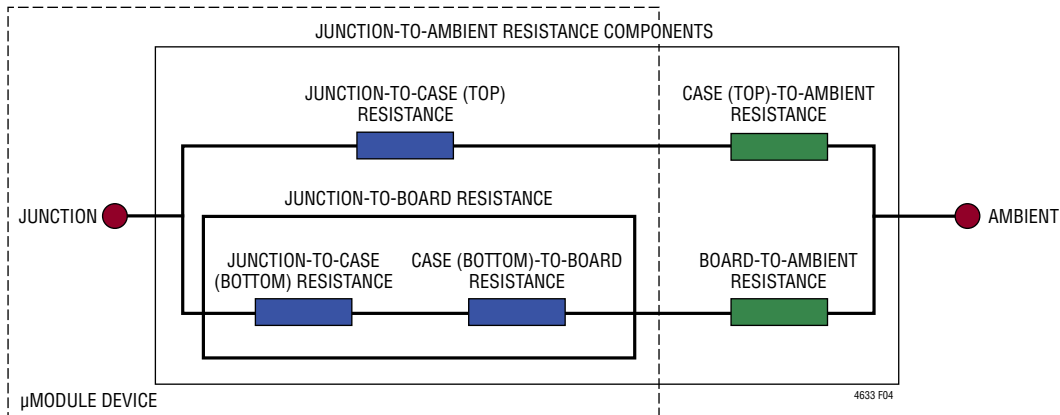 JUNCTION-TO-AMBIENT RESISTANCE COMPONENTS
JUNCTION-TO-CASE (TOP)
RESISTANCE
CASE (TOP)-TO-AMBIENT
RESISTANCE
JUNCTION-TO-BOARD RESISTANCE
JUNCTION
AMBIENT
JUNCTION-TO-CASE
(BOTTOM) RESISTANCE
CASE (BOTTOM)-TO-BOARD
RESISTANCE
BOARD-TO-AMBIENT
RESISTANCE
4633 F04
µMODULE DEVICE